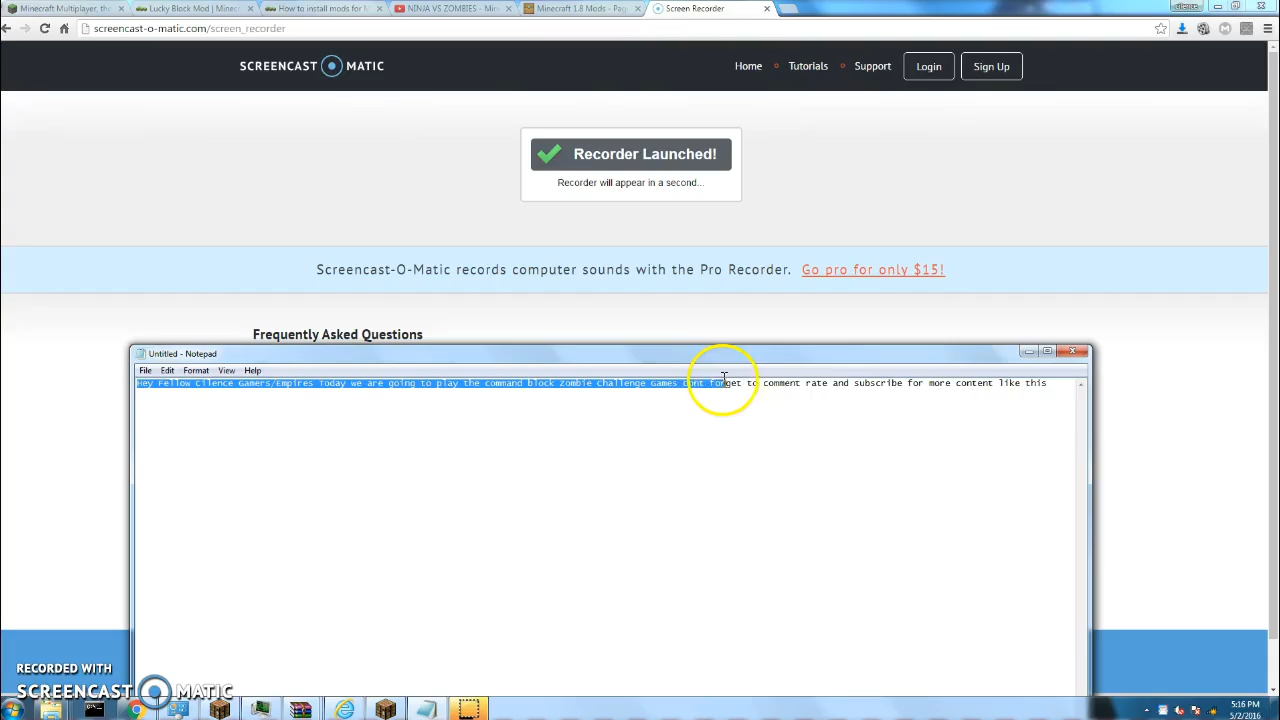 Minecraft Multiplayer, th
Lucky Block Mod | Minec
How to install mods for M
NINJA VS ZOMBIES - M
Minecraft 1.8 Mods - Pag
Screen Recorder
Cilence
screencast-o-matic.com/screen_recorder
SCREENCAST MATIC
Home
Tutorials
Support
Login
Sign Up
Recorder Launched!
Recorder will appear in a second...
Screencast-O-Matic records computer sounds with the Pro Recorder. Go pro for only $15!
Frequently Asked Questions
Untitled - Notepad
File Edit Format View Help
Hey Fellow Cilence Gamers/Empires Today we are going to play the command block zombie Challenge Games Dont forget to comment rate and subscribe for more content like this
RECORDED WITH
SCREENCAST MATIC
5:16 PM
5/2/2016